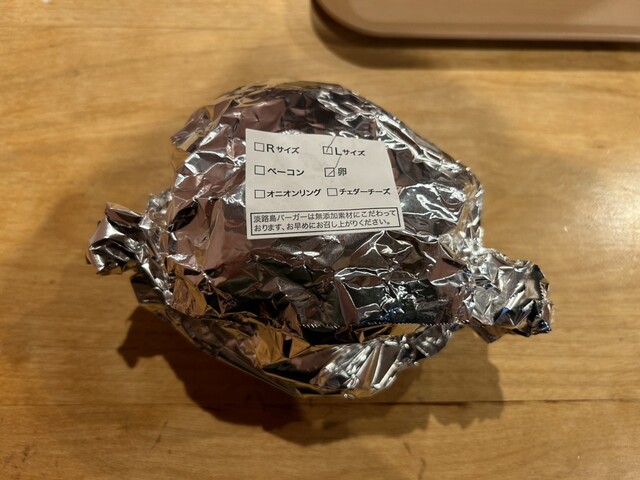 □Rサイズ ☑Lサイズ
□ベーコン ☑卵
□オニオンリング □チェダーチーズ
淡路島バーガーは無添加素材にこだわって
おります、お早めにお召し上がりください。